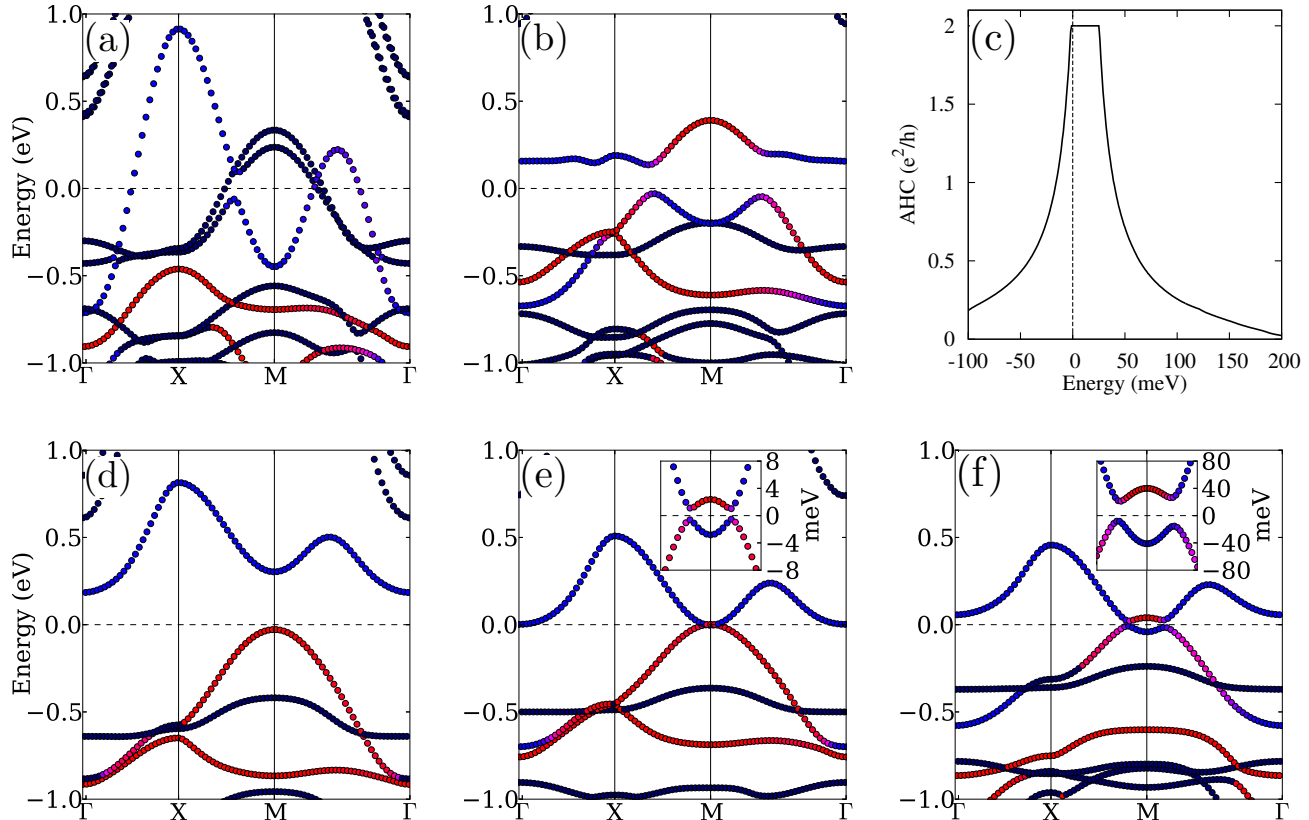 (a)
1.0
0.5
0.0
−0.5
−1.0
Energy (eV)
Γ X M Γ
(b)
1.0
0.5
0.0
−0.5
−1.0
Γ X M Γ
(c)
2
1.5
1
0.5
0
AHC (e²/h)
-100 -50 0 50 100 150 200
Energy (meV)
(d)
1.0
0.5
0.0
−0.5
−1.0
Energy (eV)
Γ X M Γ
(e)
1.0
0.5
0.0
−0.5
−1.0
8
4
0
−4
−8
meV
Γ X M Γ
(f)
1.0
0.5
0.0
−0.5
−1.0
80
40
0
−40
−80
meV
Γ X M Γ